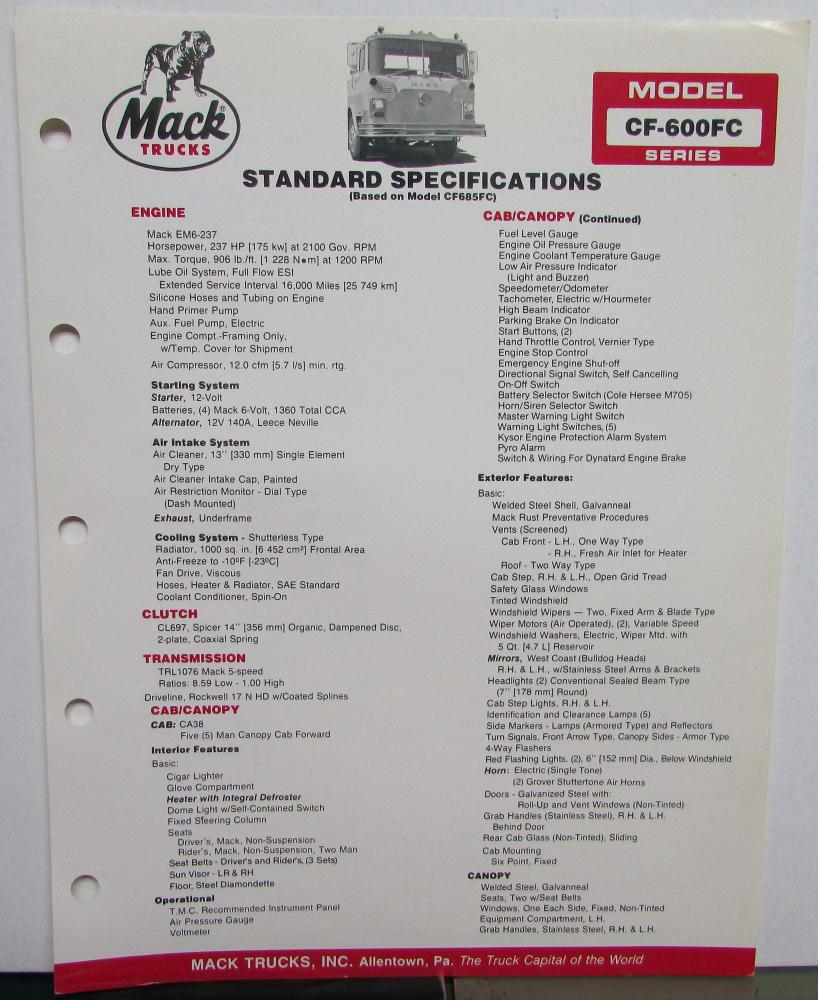 Mack®
TRUCKS
MACK
MODEL
CF-600FC
SERIES
STANDARD SPECIFICATIONS
(Based on Model CF685FC)
ENGINE
Mack EM6-237
Horsepower, 237 HP [175 kw] at 2100 Gov. RPM
Max. Torque, 906 lb./ft. [1 228 N●m] at 1200 RPM
Lube Oil System, Full Flow ESI
Extended Service Interval 16,000 Miles [25 749 km]
Silicone Hoses and Tubing on Engine
Hand Primer Pump
Aux. Fuel Pump, Electric
Engine Compt.-Framing Only,
w/Temp. Cover for Shipment
Air Compressor, 12.0 cfm [5.7 l/s] min. rtg.
Starting System
Starter, 12-Volt
Batteries, (4) Mack 6-Volt, 1360 Total CCA
Alternator, 12V 140A, Leece Neville
Air Intake System
Air Cleaner, 13'' [330 mm] Single Element
Dry Type
Air Cleaner Intake Cap, Painted
Air Restriction Monitor - Dial Type
(Dash Mounted)
Exhaust, Underframe
Cooling System - Shutterless Type
Radiator, 1000 sq. in. [6 452 cm²] Frontal Area
Anti-Freeze to -10ºF [-23ºC]
Fan Drive, Viscous
Hoses, Heater & Radiator, SAE Standard
Coolant Conditioner, Spin-On
CLUTCH
CL697, Spicer 14'' [356 mm] Organic, Dampened Disc,
2-plate, Coaxial Spring
TRANSMISSION
TRL1076 Mack 5-speed
Ratios: 8.59 Low - 1.00 High
Driveline, Rockwell 17 N HD w/Coated Splines
CAB/CANOPY
CAB: CA38
Five (5) Man Canopy Cab Forward
Interior Features
Basic:
Cigar Lighter
Glove Compartment
Heater with Integral Defroster
Dome Light w/Self-Contained Switch
Fixed Steering Column
Seats
Driver's, Mack, Non-Suspension
Rider's, Mack, Non-Suspension, Two Man
Seat Belts - Driver's and Rider's, (3 Sets)
Sun Visor - LR & RH
Floor, Steel Diamondette
Operational
T.M.C. Recommended Instrument Panel
Air Pressure Gauge
Voltmeter
CAB/CANOPY (Continued)
Fuel Level Gauge
Engine Oil Pressure Gauge
Engine Coolant Temperature Gauge
Low Air Pressure Indicator
(Light and Buzzer)
Speedometer/Odometer
Tachometer, Electric w/Hourmeter
High Beam Indicator
Parking Brake On Indicator
Start Buttons, (2)
Hand Throttle Control, Vernier Type
Engine Stop Control
Emergency Engine Shut-off
Directional Signal Switch, Self Cancelling
On-Off Switch
Battery Selector Switch (Cole Hersee M705)
Horn/Siren Selector Switch
Master Warning Light Switch
Warning Light Switches, (5)
Kysor Engine Protection Alarm System
Pyro Alarm
Switch & Wiring For Dynatard Engine Brake
Exterior Features:
Basic:
Welded Steel Shell, Galvanneal
Mack Rust Preventative Procedures
Vents (Screened)
Cab Front - L.H., One Way Type
- R.H., Fresh Air Inlet for Heater
Roof - Two Way Type
Cab Step, R.H. & L.H., Open Grid Tread
Safety Glass Windows
Tinted Windshield
Windshield Wipers — Two, Fixed Arm & Blade Type
Wiper Motors (Air Operated), (2), Variable Speed
Windshield Washers, Electric, Wiper Mtd. with
5 Qt. [4.7 L] Reservoir
Mirrors, West Coast (Bulldog Heads)
R.H. & L.H., w/Stainless Steel Arms & Brackets
Headlights (2) Conventional Sealed Beam Type
(7'' [178 mm] Round)
Cab Step Lights, R.H. & L.H.
Identification and Clearance Lamps (5)
Side Markers - Lamps (Armored Type) and Reflectors
Turn Signals, Front Arrow Type, Canopy Sides - Armor Type
4-Way Flashers
Red Flashing Lights, (2), 6'' [152 mm] Dia., Below Windshield
Horn: Electric (Single Tone)
(2) Grover Stuttertone Air Horns
Doors - Galvanized Steel with:
Roll-Up and Vent Windows (Non-Tinted)
Grab Handles (Stainless Steel), R.H. & L.H.
Behind Door
Rear Cab Glass (Non-Tinted), Sliding
Cab Mounting
Six Point, Fixed
CANOPY
Welded Steel, Galvanneal
Seats, Two w/Seat Belts
Windows, One Each Side, Fixed, Non-Tinted
Equipment Compartment, L.H.
Grab Handles, Stainless Steel, R.H. & L.H.
MACK TRUCKS, INC. Allentown, Pa. The Truck Capital of the World